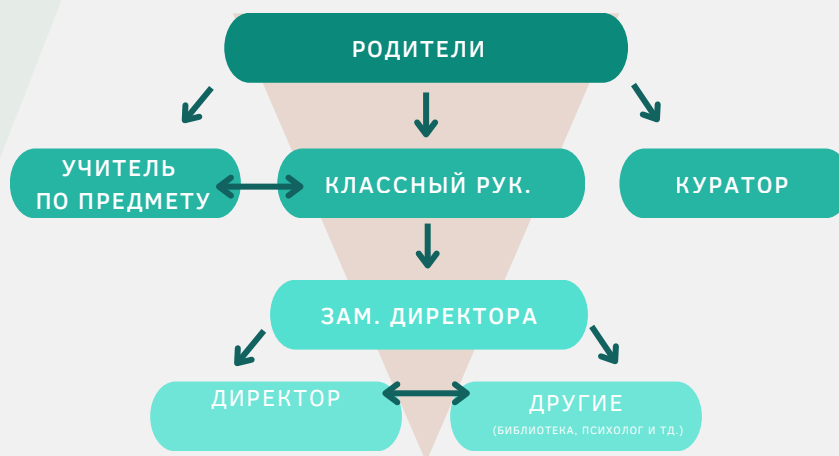 РОДИТЕЛИ
УЧИТЕЛЬ
ПО ПРЕДМЕТУ
КЛАССНЫЙ РУК.
КУРАТОР
ЗАМ. ДИРЕКТОРА
ДИРЕКТОР
ДРУГИЕ
(БИБЛИОТЕКА, ПСИХОЛОГ И ТД.)